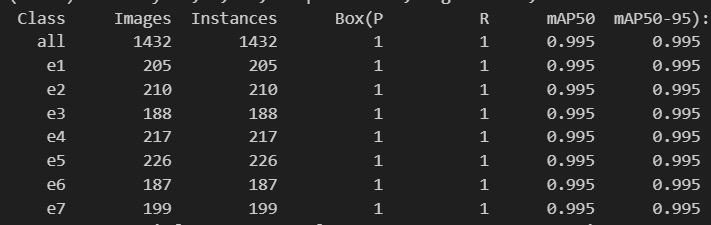 Class Images Instances Box(P R mAP50 mAP50-95):
all 1432 1432 1 1 0.995 0.995
e1 205 205 1 1 0.995 0.995
e2 210 210 1 1 0.995 0.995
e3 188 188 1 1 0.995 0.995
e4 217 217 1 1 0.995 0.995
e5 226 226 1 1 0.995 0.995
e6 187 187 1 1 0.995 0.995
e7 199 199 1 1 0.995 0.995